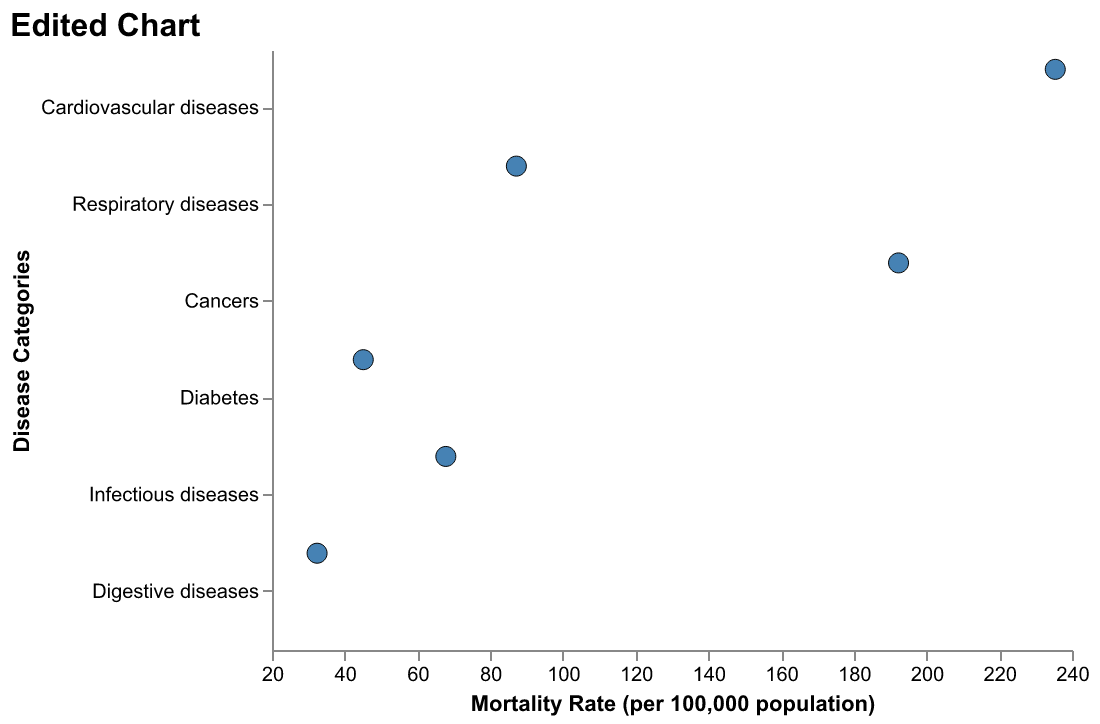 Edited Chart
Disease Categories
Cardiovascular diseases
Respiratory diseases
Cancers
Diabetes
Infectious diseases
Digestive diseases
20 40 60 80 100 120 140 160 180 200 220 240
Mortality Rate (per 100,000 population)